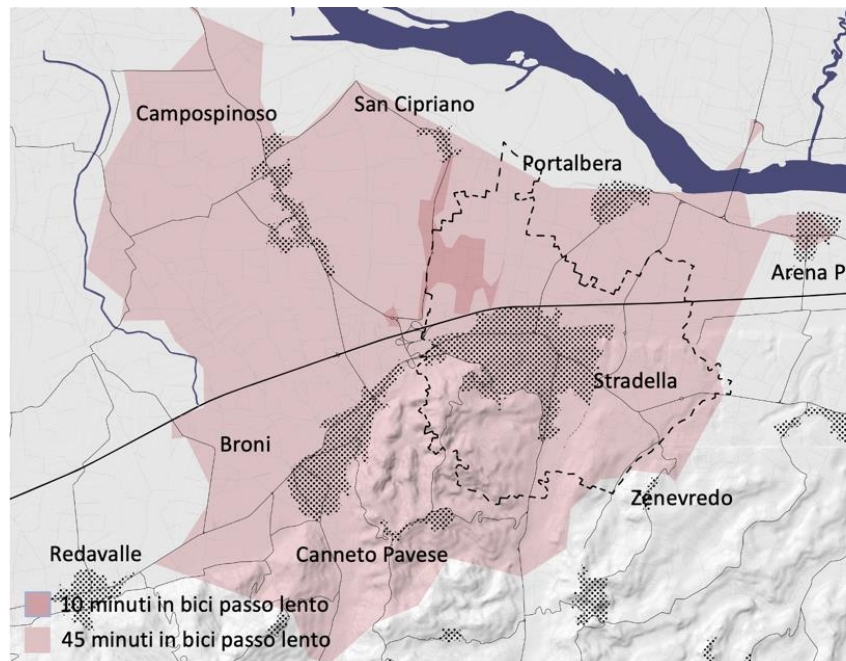 Campospinoso
San Cipriano
Portalbera
Arena P
Stradella
Broni
Zenevredo
Redavalle
Canneto Pavese
10 minuti in bici passo lento
45 minuti in bici passo lento